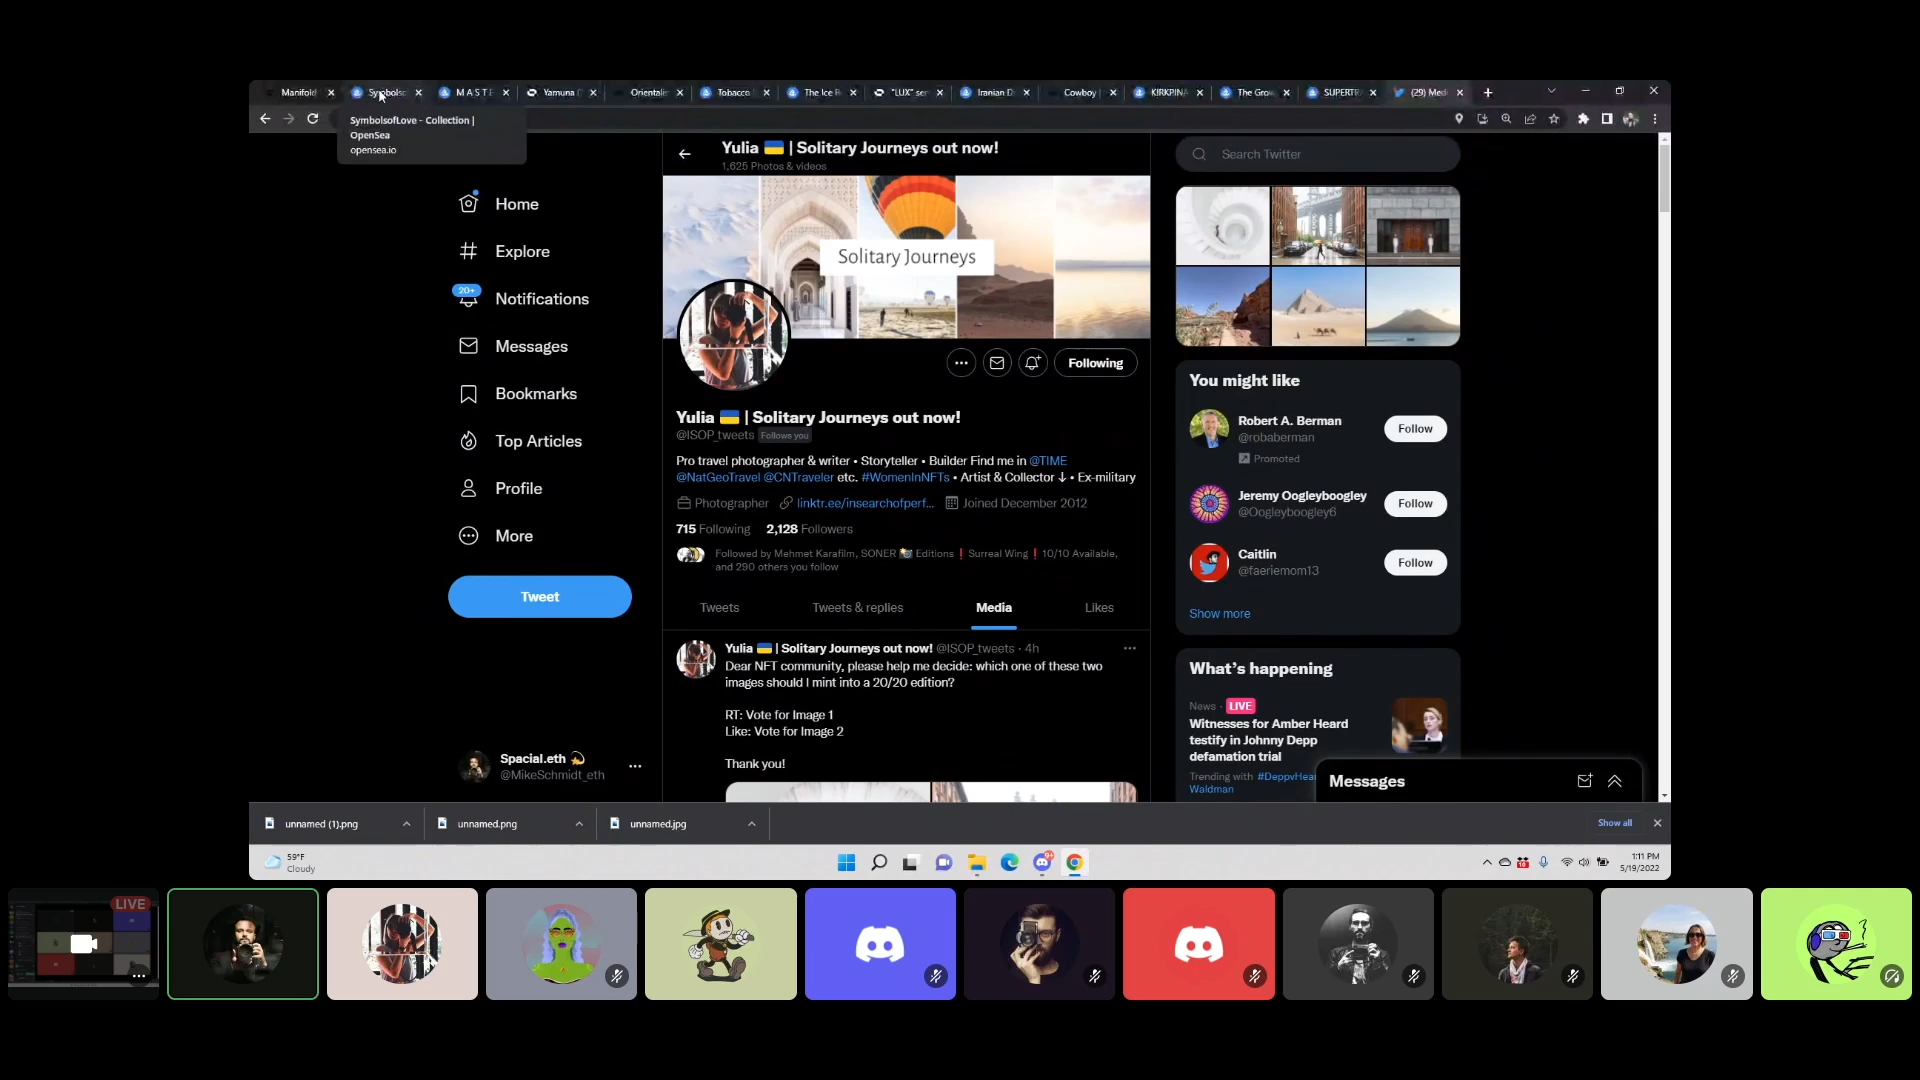 Manifold
Symbolsc
M A S T E
Yamuna (
Orientalis
Tobacco
The Ice B
"LUX" ser
Iranian D
Cowboy
KIRKPINA
The Grow
SUPERTR
(29) Medi
SymbolsofLove - Collection |
OpenSea
opensea.io
Yulia 🇺🇦 | Solitary Journeys out now!
1,625 Photos & videos
Search Twitter
Home
Explore
20+
Notifications
Messages
Bookmarks
Top Articles
Profile
More
Tweet
Spacial.eth
@MikeSchmidt_eth
Solitary Journeys
Following
Yulia 🇺🇦 | Solitary Journeys out now!
@ISOP_tweets Follows you
Pro travel photographer & writer • Storyteller • Builder Find me in @TIME
@NatGeoTravel @CNTraveler etc. #WomenInNFTs • Artist & Collector ↓ • Ex-military
Photographer linktr.ee/insearchofperf... Joined December 2012
715 Following 2,128 Followers
Followed by Mehmet Karafilm, SONER 📸 Editions ❗ Surreal Wing ❗ 10/10 Available,
and 290 others you follow
Tweets
Tweets & replies
Media
Likes
Yulia 🇺🇦 | Solitary Journeys out now! @ISOP_tweets · 4h
Dear NFT community, please help me decide: which one of these two
images should I mint into a 20/20 edition?
RT: Vote for Image 1
Like: Vote for Image 2
Thank you!
You might like
Robert A. Berman
@robaberman
Promoted
Follow
Jeremy Oogleyboogley
@Oogleyboogley6
Follow
Caitlin
@faeriemom13
Follow
Show more
What's happening
News · LIVE
Witnesses for Amber Heard
testify in Johnny Depp
defamation trial
Trending with #DeppvHear
Waldman
Messages
unnamed (1).png
unnamed.png
unnamed.jpg
Show all
59°F
Cloudy
1:11 PM
5/19/2022
LIVE